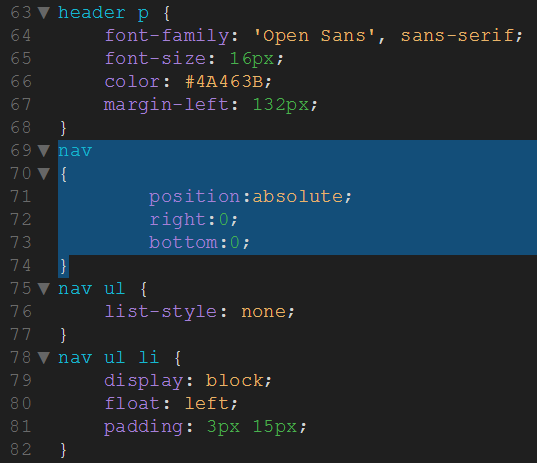 63 header p {
64 font-family: 'Open Sans', sans-serif;
65 font-size: 16px;
66 color: #4A463B;
67 margin-left: 132px;
68 }
69 nav
70 {
71 position:absolute;
72 right:0;
73 bottom:0;
74 }
75 nav ul {
76 list-style: none;
77 }
78 nav ul li {
79 display: block;
80 float: left;
81 padding: 3px 15px;
82 }